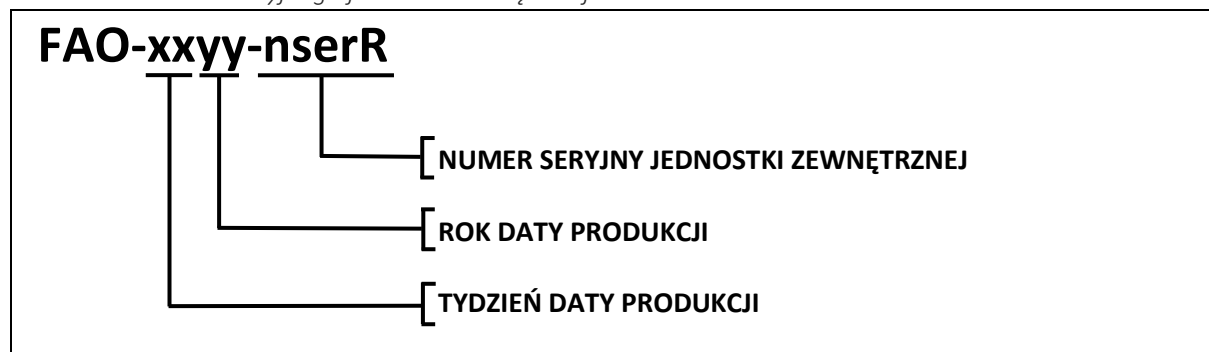 FAO-xxyy-nserR
NUMER SERYJNY JEDNOSTKI ZEWNĘTRZNEJ
ROK DATY PRODUKCJI
TYDZIEŃ DATY PRODUKCJI